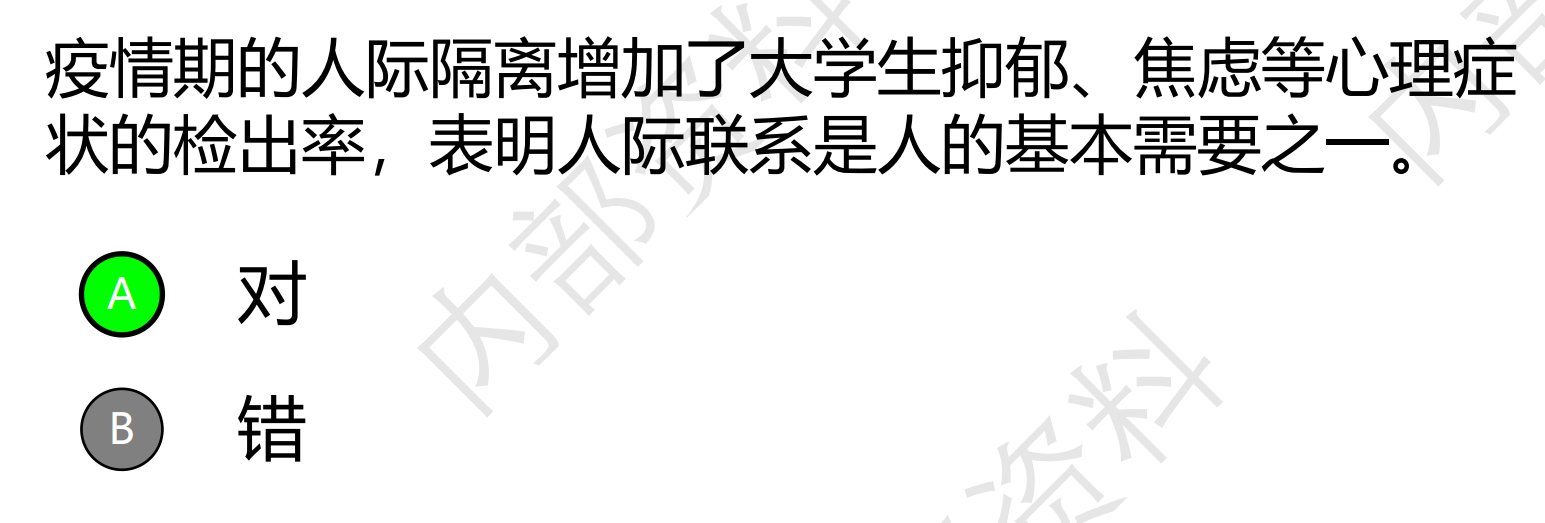 疫情期的人际隔离增加了大学生抑郁、焦虑等心理症
状的检出率，表明人际联系是人的基本需要之一。
A 对
B 错
内部资料
内部
资料